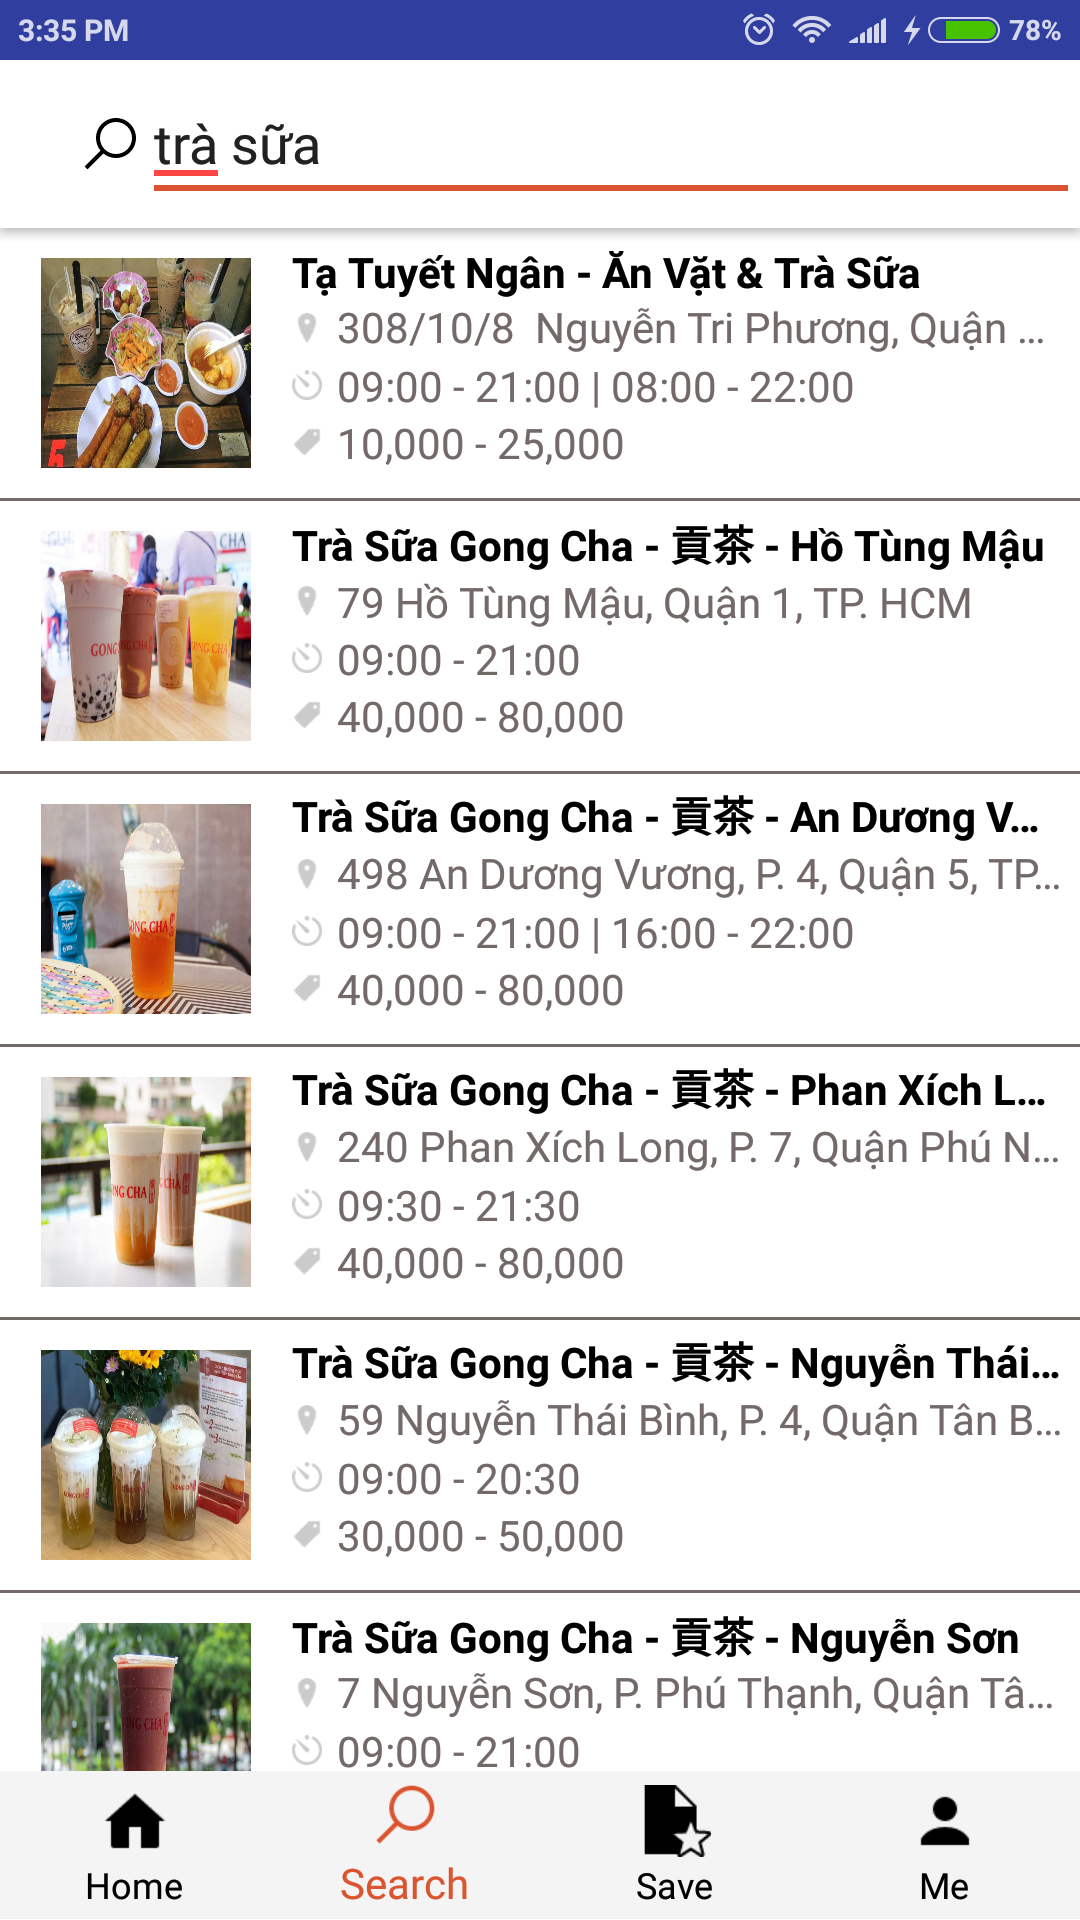 3:35 PM 78%
trà sữa
Tạ Tuyết Ngân - Ăn Vặt & Trà Sữa
308/10/8  Nguyễn Tri Phương, Quận ...
09:00 - 21:00 | 08:00 - 22:00
10,000 - 25,000
Trà Sữa Gong Cha - 貢茶 - Hồ Tùng Mậu
79 Hồ Tùng Mậu, Quận 1, TP. HCM
09:00 - 21:00
40,000 - 80,000
Trà Sữa Gong Cha - 貢茶 - An Dương V...
498 An Dương Vương, P. 4, Quận 5, TP...
09:00 - 21:00 | 16:00 - 22:00
40,000 - 80,000
Trà Sữa Gong Cha - 貢茶 - Phan Xích L...
240 Phan Xích Long, P. 7, Quận Phú N...
09:30 - 21:30
40,000 - 80,000
Trà Sữa Gong Cha - 貢茶 - Nguyễn Thái...
59 Nguyễn Thái Bình, P. 4, Quận Tân B...
09:00 - 20:30
30,000 - 50,000
Trà Sữa Gong Cha - 貢茶 - Nguyễn Sơn
7 Nguyễn Sơn, P. Phú Thạnh, Quận Tâ...
09:00 - 21:00
Home Search Save Me